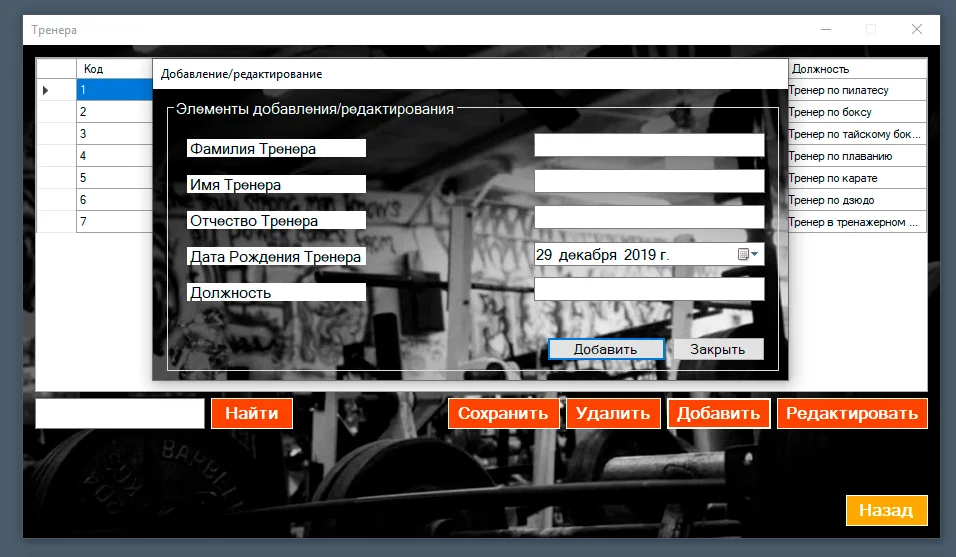 Тренера
Код
Должность
1
Тренер по пилатесу
2
Тренер по боксу
3
Тренер по тайскому бок...
4
Тренер по плаванию
5
Тренер по карате
6
Тренер по дзюдо
7
Тренер в тренажерном ...
Добавление/редактирование
Элементы добавления/редактирования
Фамилия Тренера
Имя Тренера
Отчество Тренера
Дата Рождения Тренера
29 декабря 2019 г.
Должность
Добавить
Закрыть
Найти
Сохранить
Удалить
Добавить
Редактировать
Назад